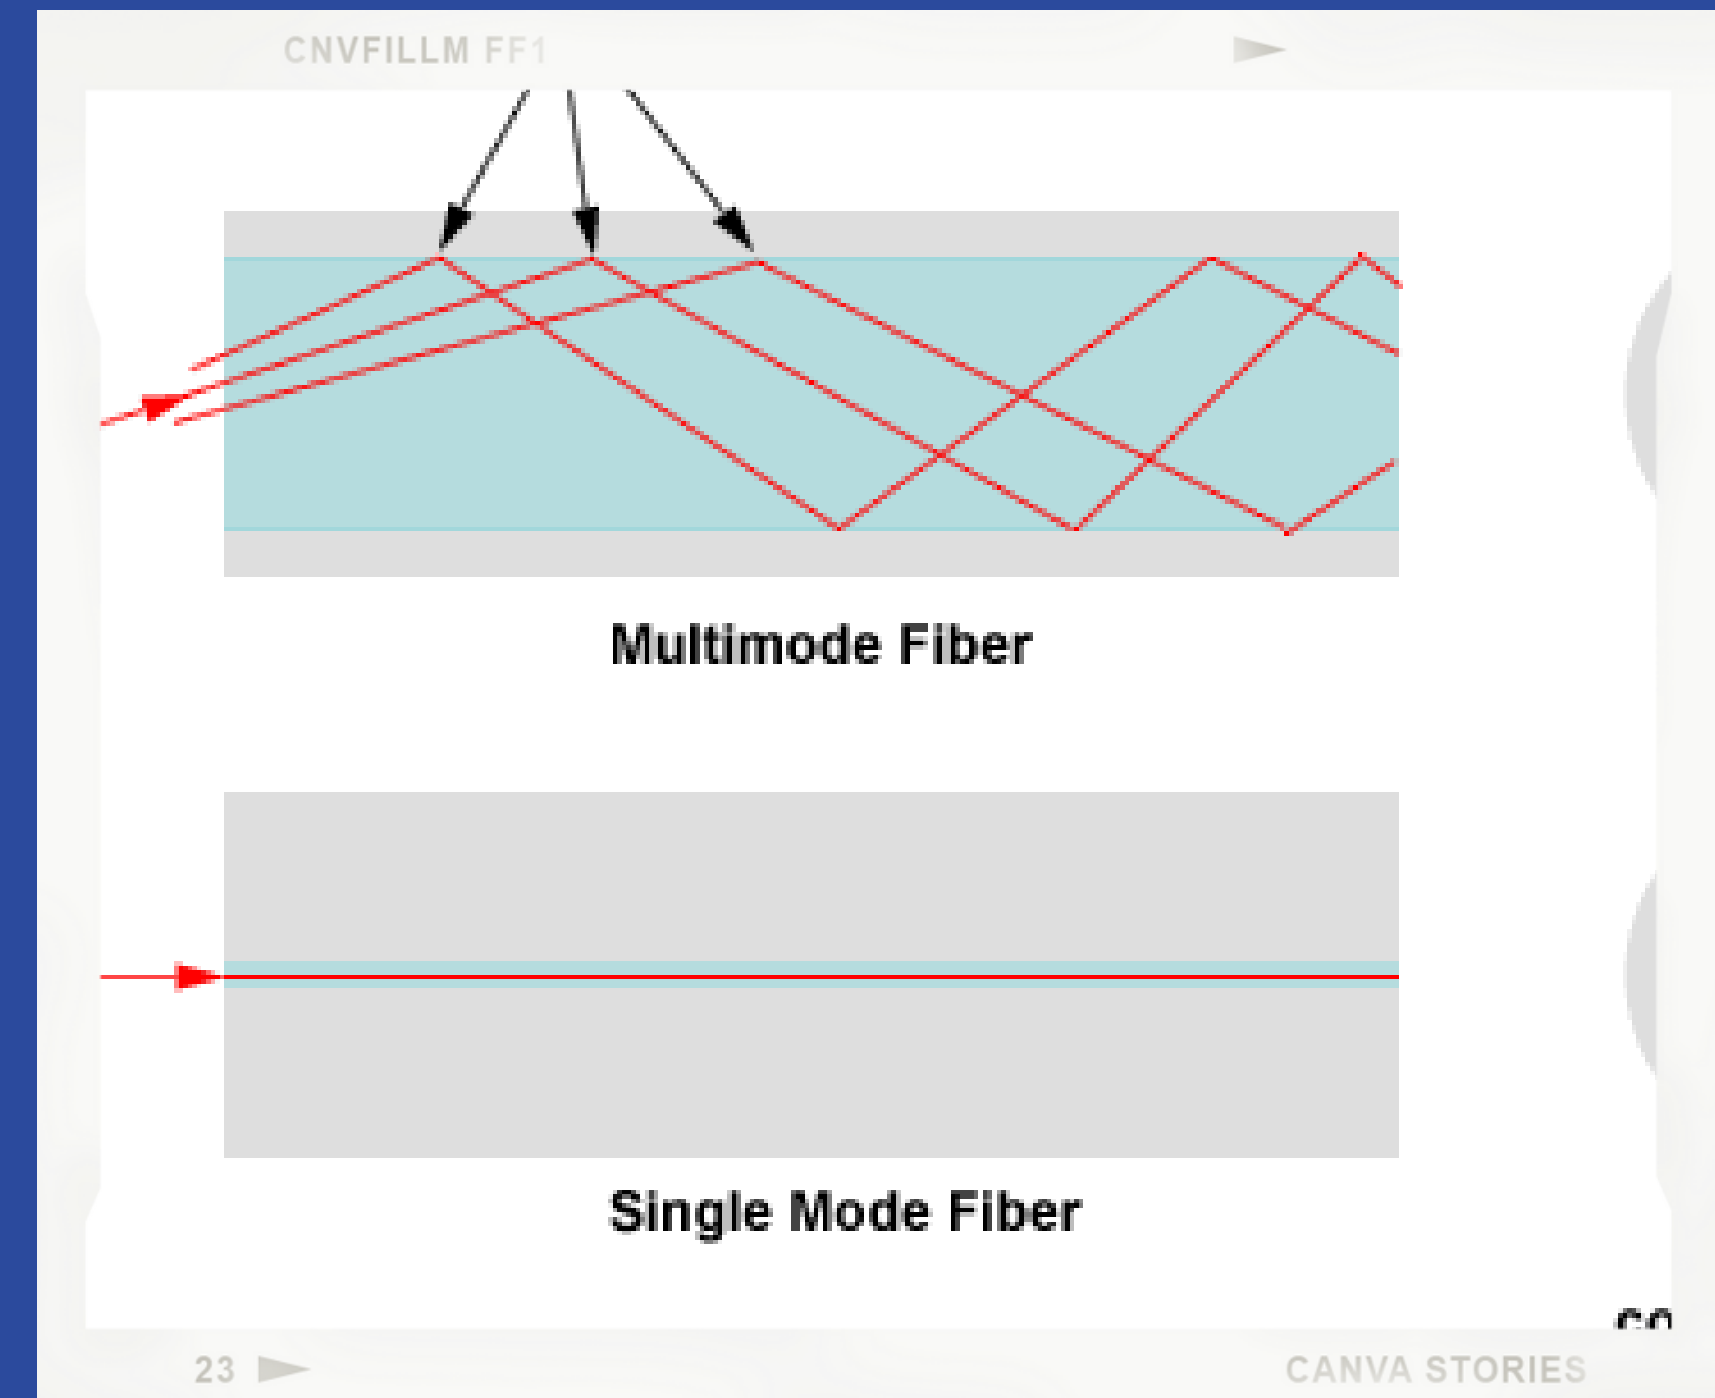 CNVFILLM FF1
Multimode Fiber
Single Mode Fiber
23
CANVA STORIES